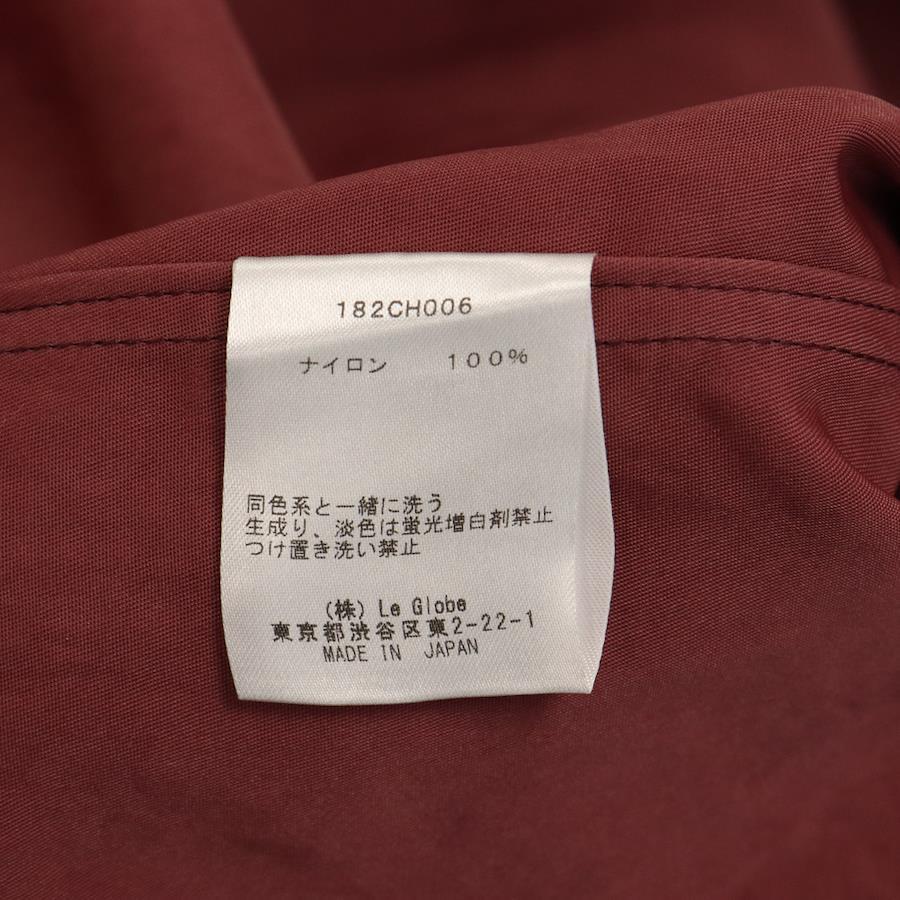 182CH006
ナイロン 100%
同色系と一緒に洗う
生成り、淡色は蛍光増白剤禁止
つけ置き洗い禁止
(株) Le Globe
東京都渋谷区東2-22-1
MADE IN JAPAN